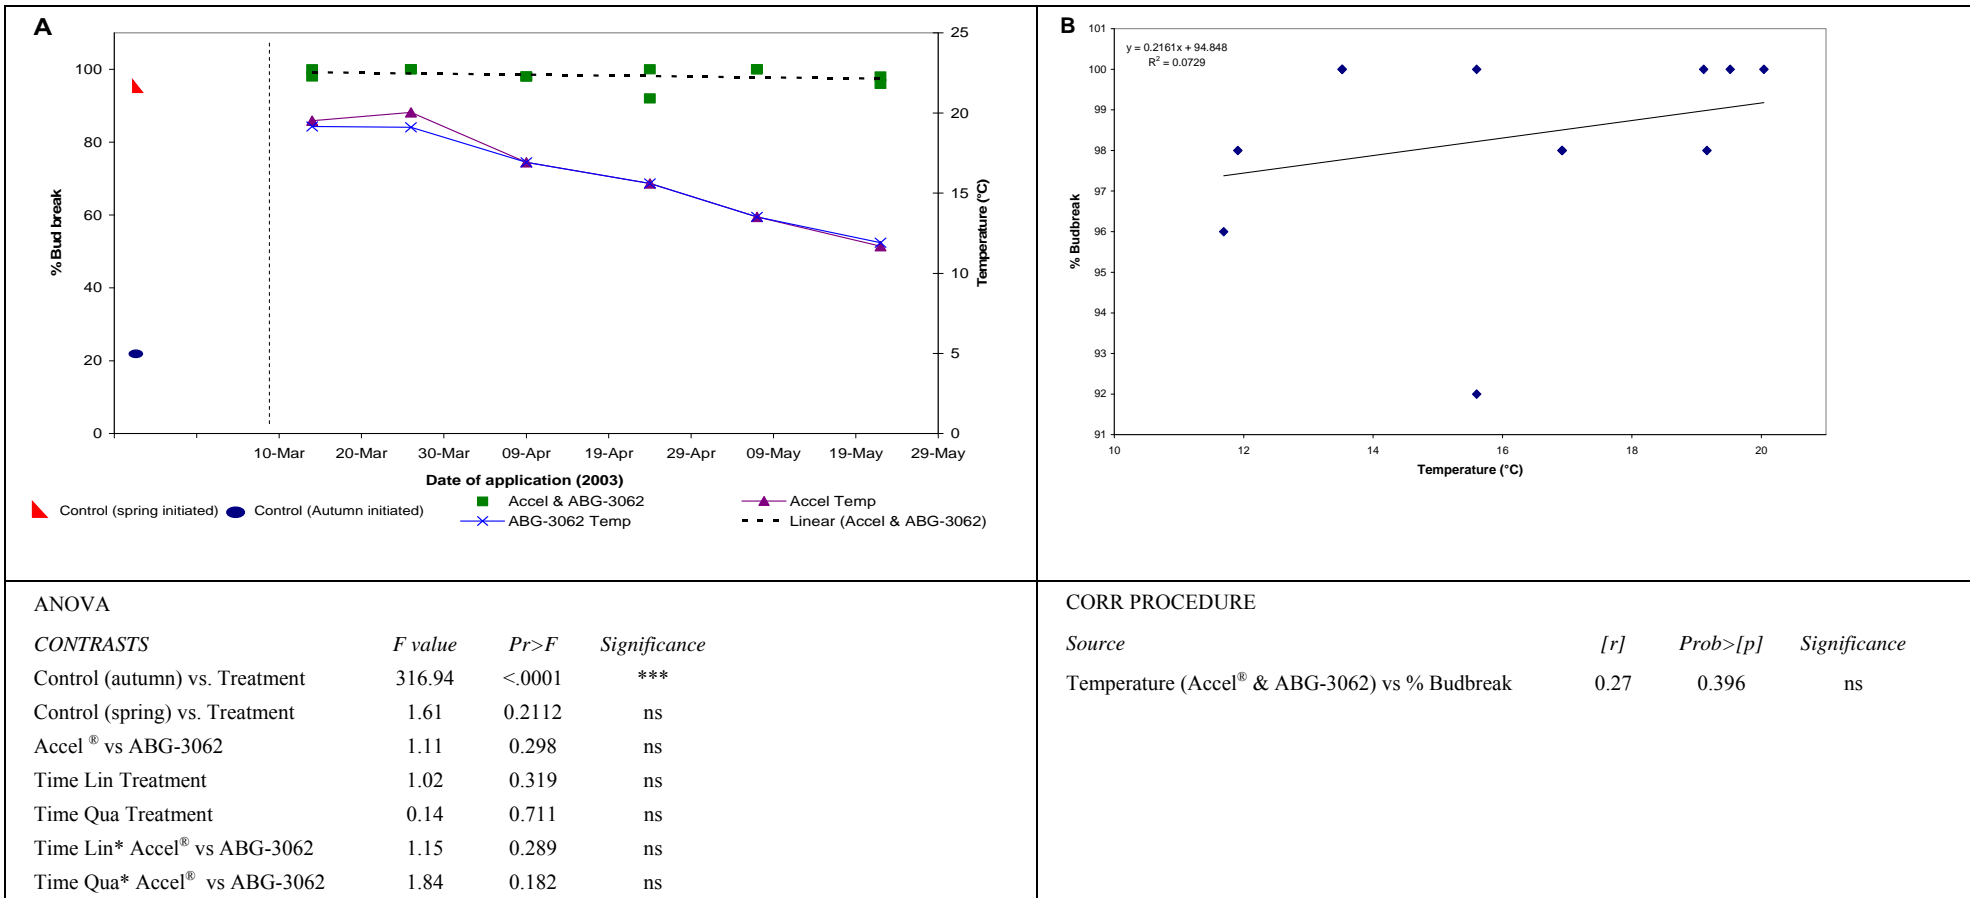 A
% Bud break
100
80
60
40
20
0
25
20
15
10
5
0
Temperature (°C)
10-Mar 20-Mar 30-Mar 09-Apr 19-Apr 29-Apr 09-May 19-May 29-May
Date of application (2003)
Control (spring initiated) Control (Autumn initiated) Accel & ABG-3062 Accel Temp
ABG-3062 Temp Linear (Accel & ABG-3062)
B
y = 0.2161x + 94.848
R² = 0.0729
% Budbreak
101
100
99
98
97
96
95
94
93
92
91
10 12 14 16 18 20
Temperature (°C)
ANOVA
CONTRASTS F value Pr>F Significance
Control (autumn) vs. Treatment 316.94 <.0001 ***
Control (spring) vs. Treatment 1.61 0.2112 ns
Accel ® vs ABG-3062 1.11 0.298 ns
Time Lin Treatment 1.02 0.319 ns
Time Qua Treatment 0.14 0.711 ns
Time Lin* Accel® vs ABG-3062 1.15 0.289 ns
Time Qua* Accel® vs ABG-3062 1.84 0.182 ns
CORR PROCEDURE
Source [r] Prob>[p] Significance
Temperature (Accel® & ABG-3062) vs % Budbreak 0.27 0.396 ns